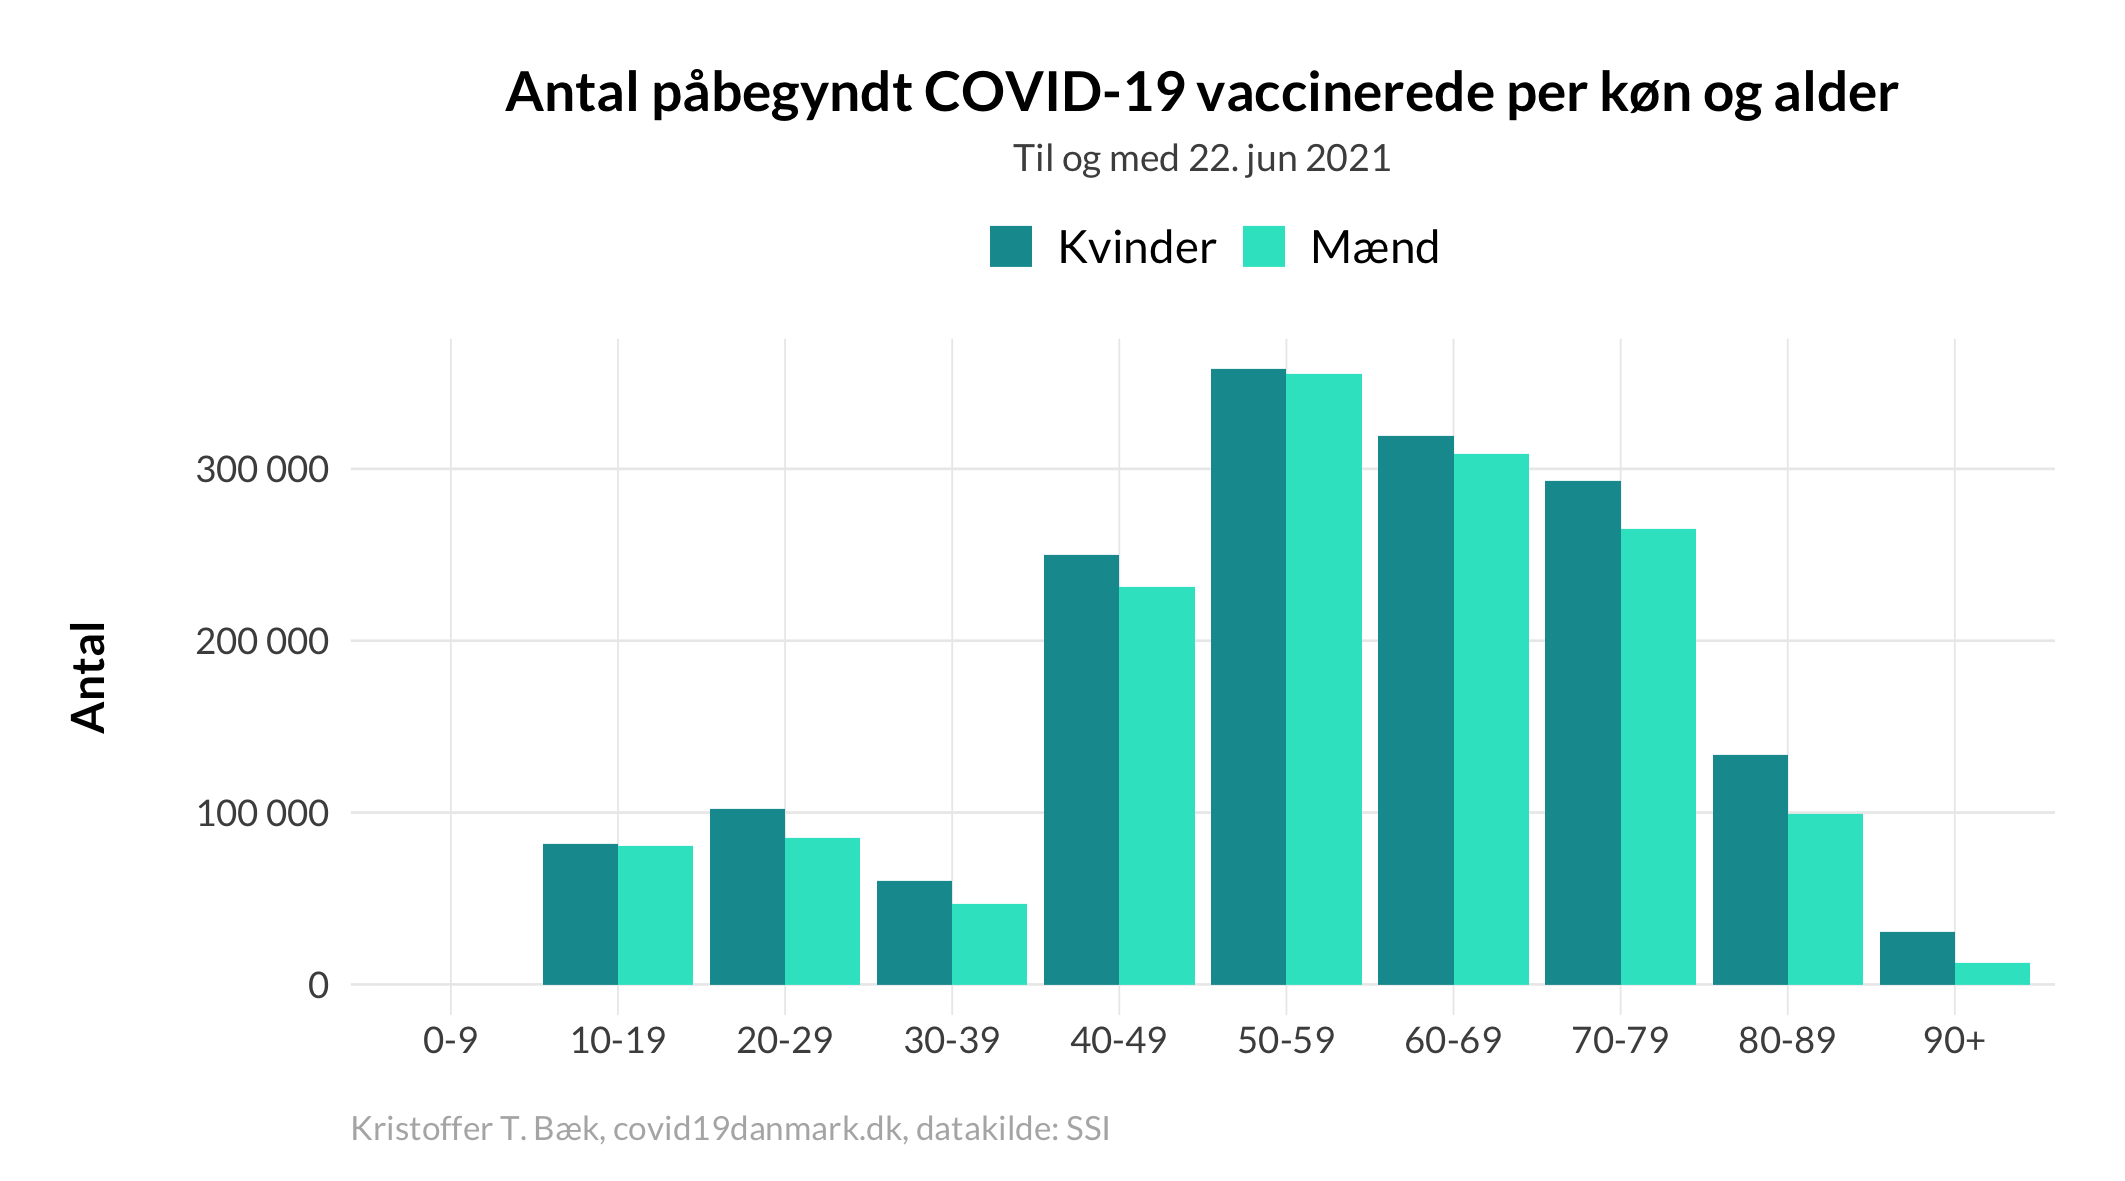 Antal påbegyndt COVID-19 vaccinerede per køn og alder
Til og med 22. jun 2021
Kvinder Mænd
Antal
300 000
200 000
100 000
0
0-9 10-19 20-29 30-39 40-49 50-59 60-69 70-79 80-89 90+
Kristoffer T. Bæk, covid19danmark.dk, datakilde: SSI